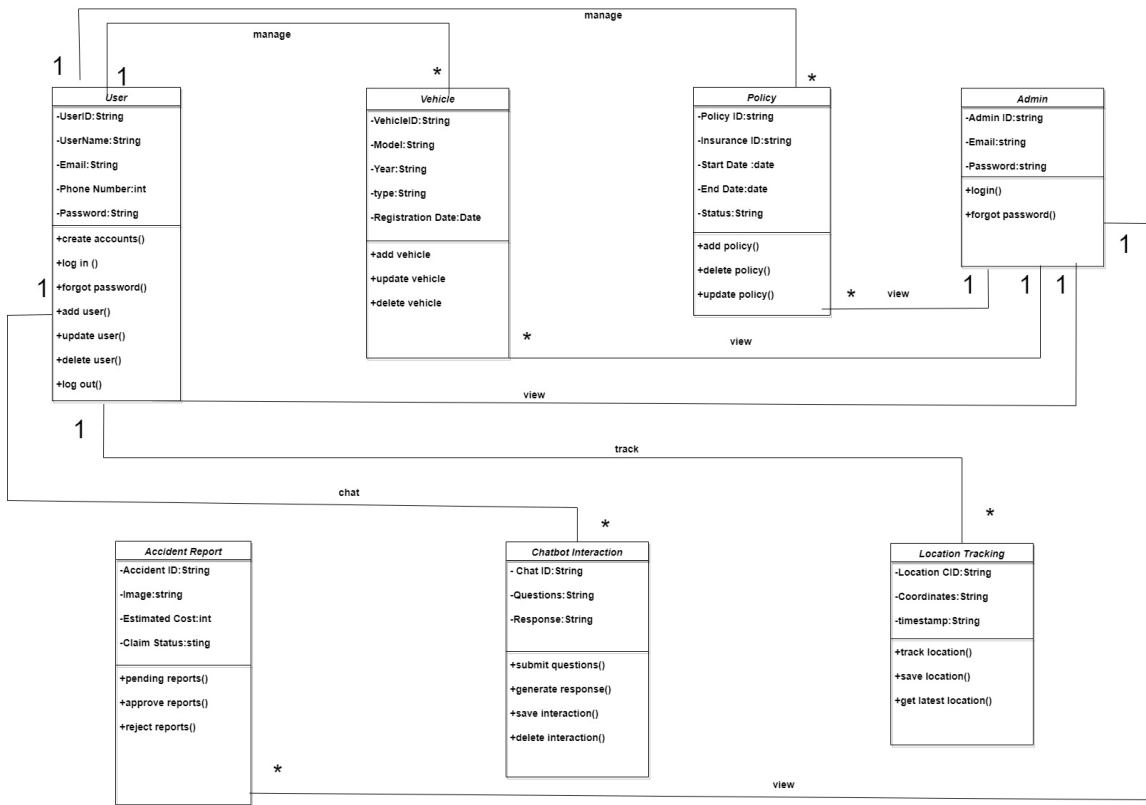 manage
manage
1
1
*
*
User
-UserID:String
-UserName:String
-Email:String
-Phone Number:int
-Password:String
+create accounts()
+log in ()
+forgot password()
+add user()
+update user()
+delete user()
+log out()
Vehicle
-VehicleID:String
-Model:String
-Year:String
-type:String
-Registration Date:Date
+add vehicle
+update vehicle
+delete vehicle
Policy
-Policy ID:string
-Insurance ID:string
-Start Date :date
-End Date:date
-Status:String
+add policy()
+delete policy()
+update policy()
Admin
-Admin ID:string
-Email:string
-Password:string
+login()
+forgot password()
1
1
1
1
1
*
view
*
view
view
1
track
chat
*
*
Accident Report
-Accident ID:String
-Image:string
-Estimated Cost:int
-Claim Status:sting
+pending reports()
+approve reports()
+reject reports()
Chatbot Interaction
- Chat ID:String
-Questions:String
-Response:String
+submit questions()
+generate response()
+save interaction()
+delete interaction()
Location Tracking
-Location CID:String
-Coordinates:String
-timestamp:String
+track location()
+save location()
+get latest location()
*
view